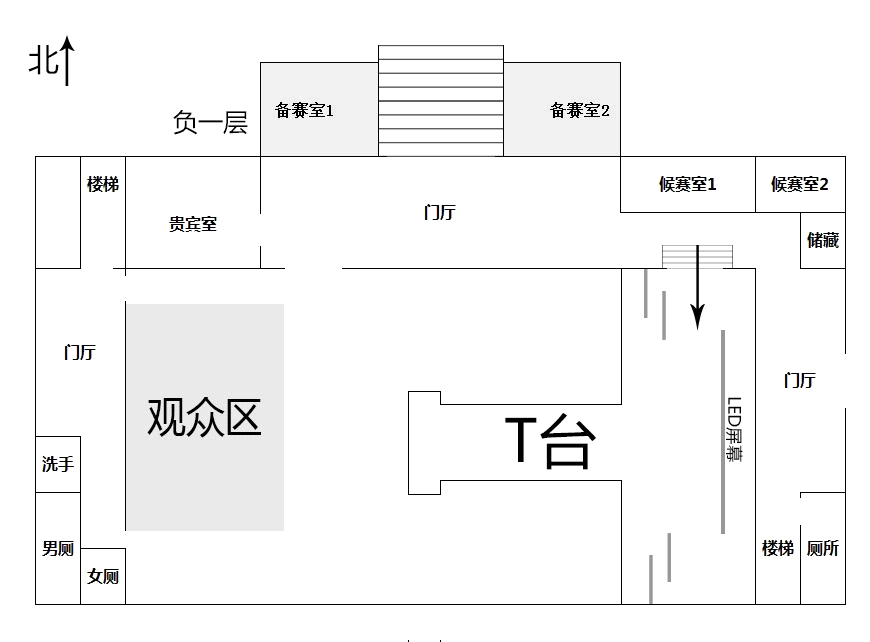 北
负一层
备赛室1
备赛室2
楼梯
贵宾室
门厅
候赛室1
候赛室2
储藏
门厅
观众区
T台
LED屏幕
门厅
洗手
男厕
女厕
楼梯
厕所